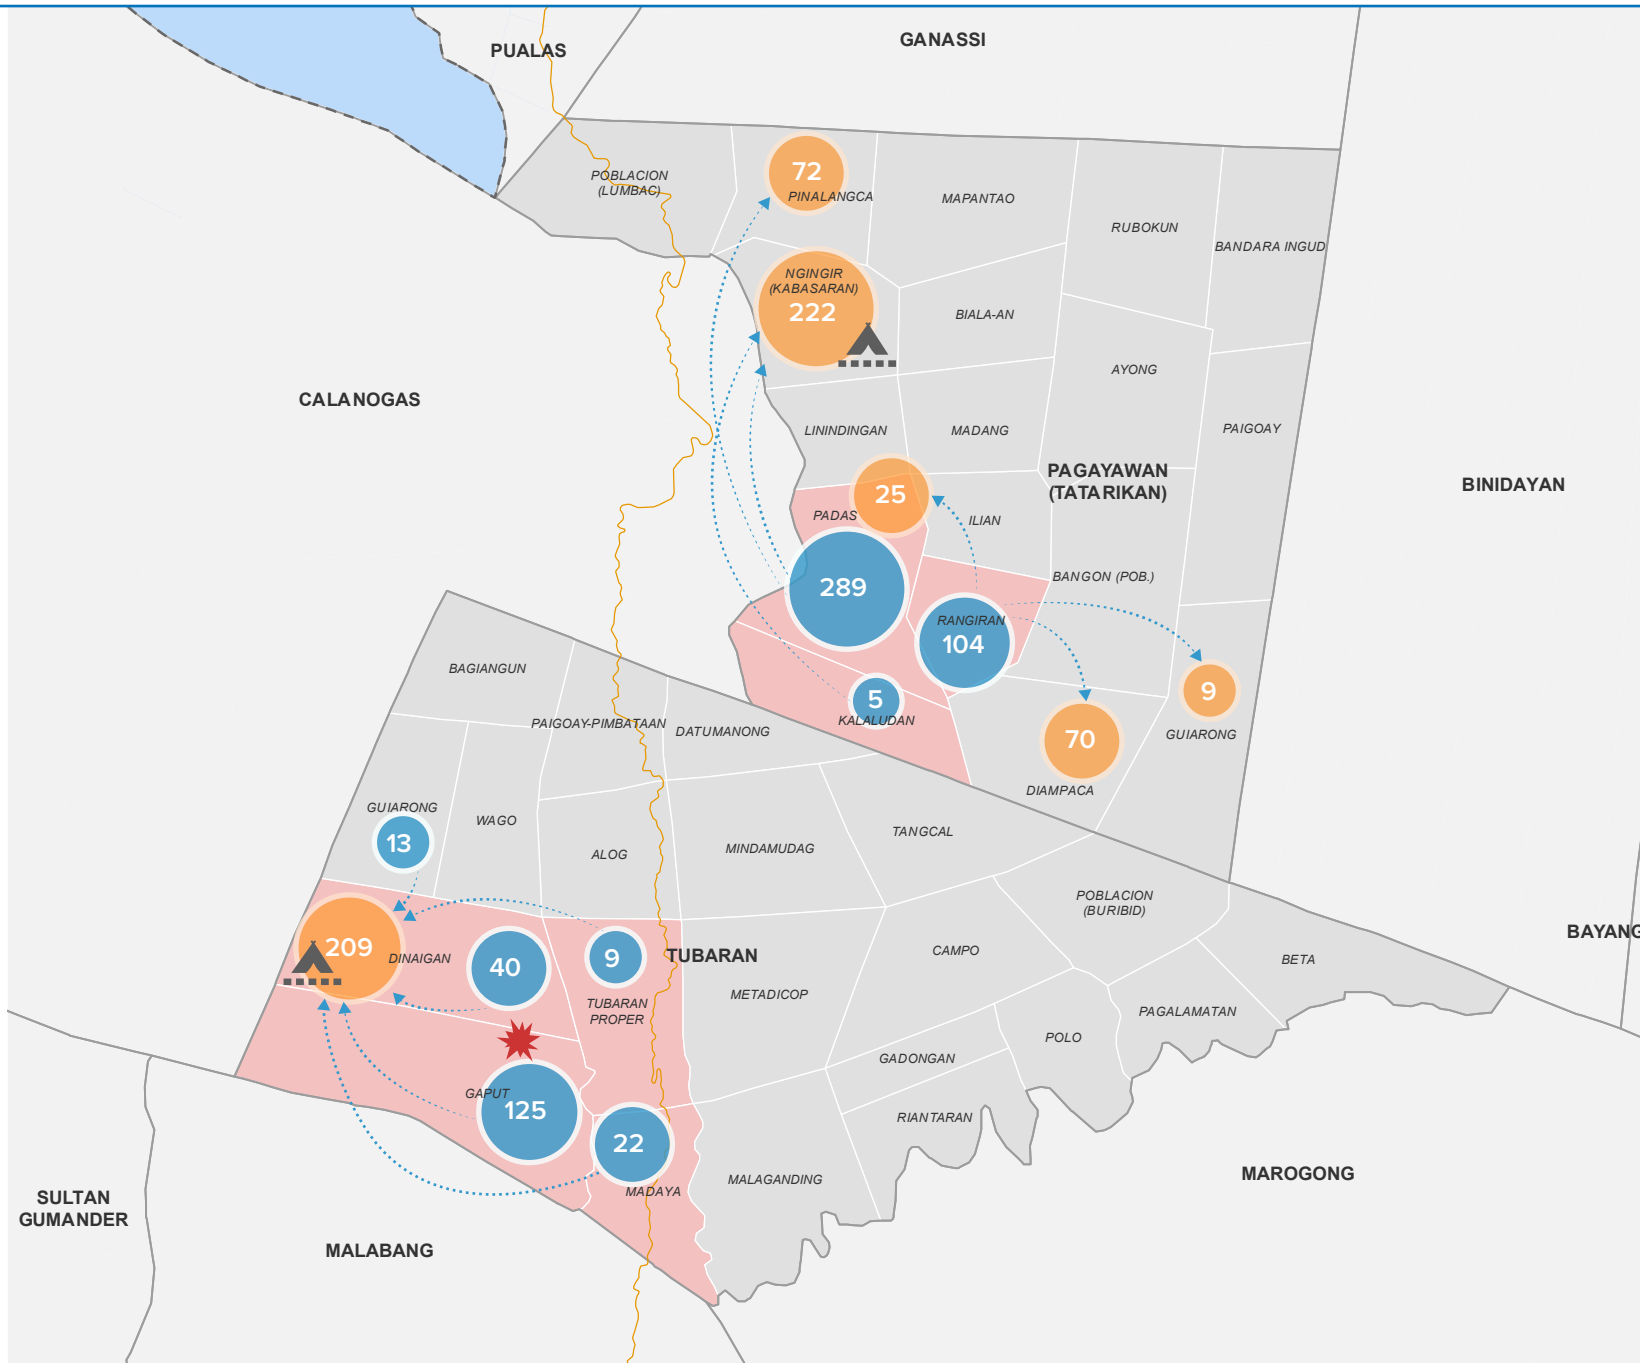 GANASSI
PUALAS
72
POBLACION
(LUMBAC)
PINALANGCA
MAPANTAO
RUBOKUN
BANDARA INGUD
NGINGIR
(KABASARAN)
222
BIALA-AN
AYONG
CALANOGAS
LININDINGAN
MADANG
PAIGOAY
PAGAYAWAN
(TATARIKAN)
BINIDAYAN
25
PADAS
ILIAN
BANGON (POB.)
289
RANGIRAN
104
BAGIANGUN
9
5
KALALUDAN
PAIGOAY-PIMBATAAN
DATUMANONG
70
GUIARONG
DIAMPACA
GUIARONG
WAGO
13
ALOG
MINDAMUDAG
TANGCAL
POBLACION
(BURIBID)
BAYANG
209
DINAIGAN
40
9
TUBARAN
CAMPO
BETA
METADICOP
TUBARAN
PROPER
PAGALAMATAN
POLO
GADONGAN
GAPUT
125
RIANTARAN
22
MADAYA
MALAGANDING
MAROGONG
SULTAN
GUMANDER
MALABANG